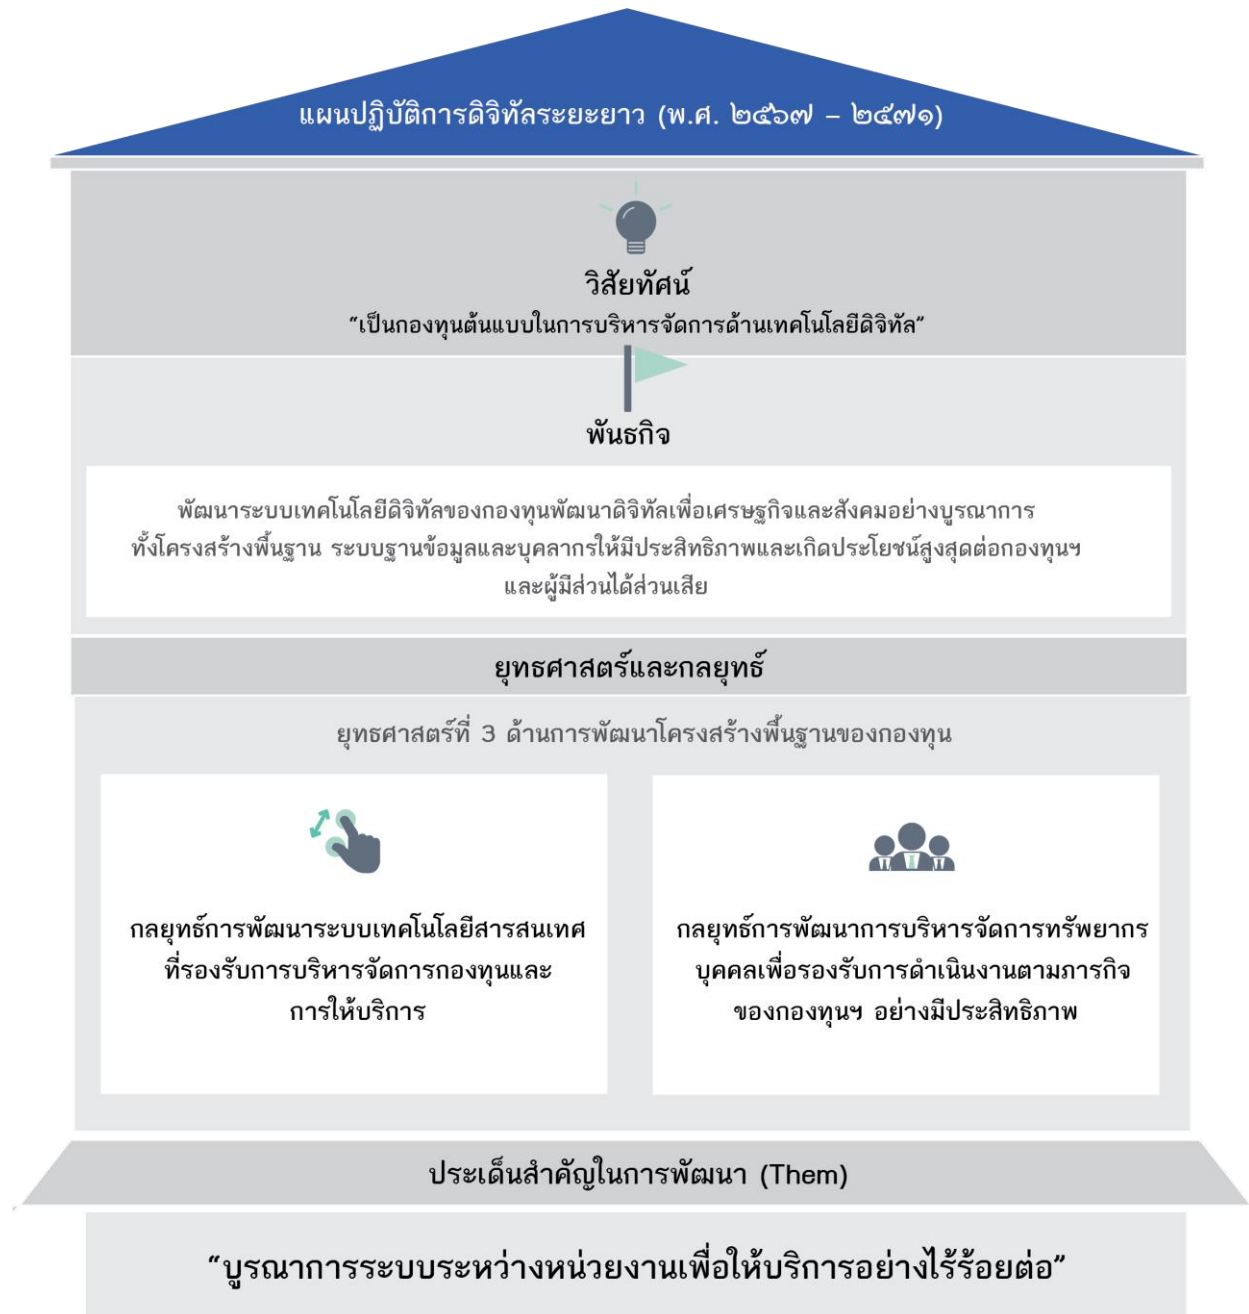 แผนปฏิบัติการดิจิทัลระยะยาว (พ.ศ. ๒๕๖๗ – ๒๕๗๑)
วิสัยทัศน์
“เป็นกองทุนต้นแบบในการบริหารจัดการด้านเทคโนโลยีดิจิทัล”
พันธกิจ
พัฒนาระบบเทคโนโลยีดิจิทัลของกองทุนพัฒนาดิจิทัลเพื่อเศรษฐกิจและสังคมอย่างบูรณาการ
ทั้งโครงสร้างพื้นฐาน ระบบฐานข้อมูลและบุคลากรให้มีประสิทธิภาพและเกิดประโยชน์สูงสุดต่อกองทุนฯ
และผู้มีส่วนได้ส่วนเสีย
ยุทธศาสตร์และกลยุทธ์
ยุทธศาสตร์ที่ 3 ด้านการพัฒนาโครงสร้างพื้นฐานของกองทุน
กลยุทธ์การพัฒนาระบบเทคโนโลยีสารสนเทศ
ที่รองรับการบริหารจัดการกองทุนและ
การให้บริการ
กลยุทธ์การพัฒนาการบริหารจัดการทรัพยากร
บุคคลเพื่อรองรับการดำเนินงานตามภารกิจ
ของกองทุนฯ อย่างมีประสิทธิภาพ
ประเด็นสำคัญในการพัฒนา (Them)
“บูรณาการระบบระหว่างหน่วยงานเพื่อให้บริการอย่างไร้ร้อยต่อ”